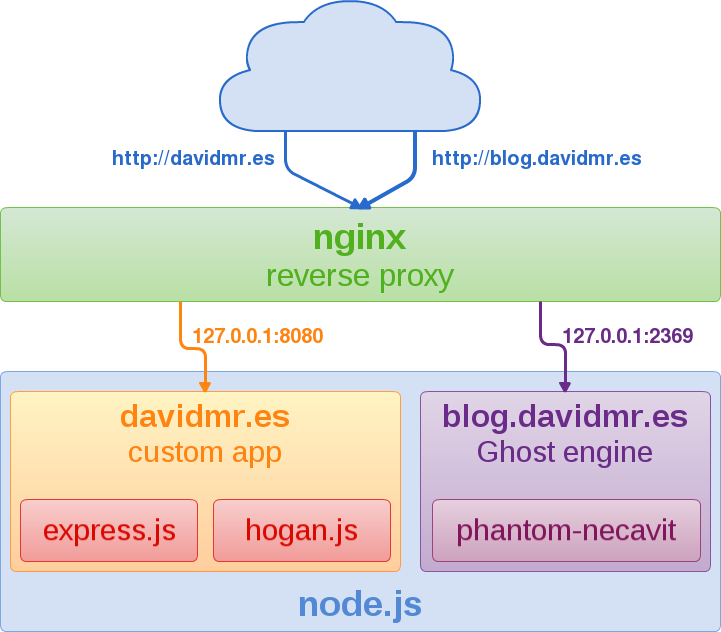 http://davidmr.es
http://blog.davidmr.es
nginx
reverse proxy
127.0.0.1:8080
127.0.0.1:2369
davidmr.es
custom app
blog.davidmr.es
Ghost engine
express.js
hogan.js
phantom-necavit
node.js